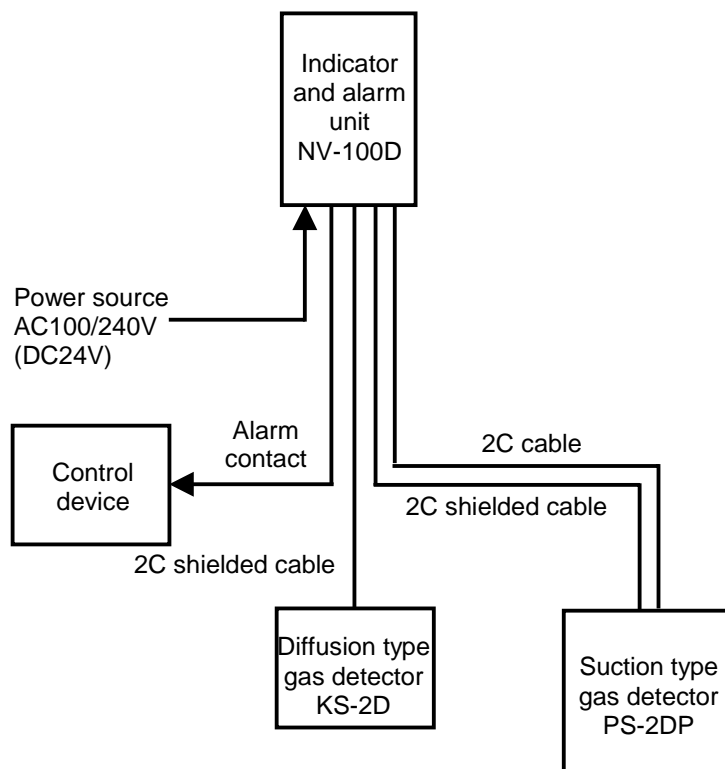 Indicator
and alarm
unit
NV-100D
Power source
AC100/240V
(DC24V)
Alarm
contact
Control
device
2C cable
2C shielded cable
2C shielded cable
Diffusion type
gas detector
KS-2D
Suction type
gas detector
PS-2DP